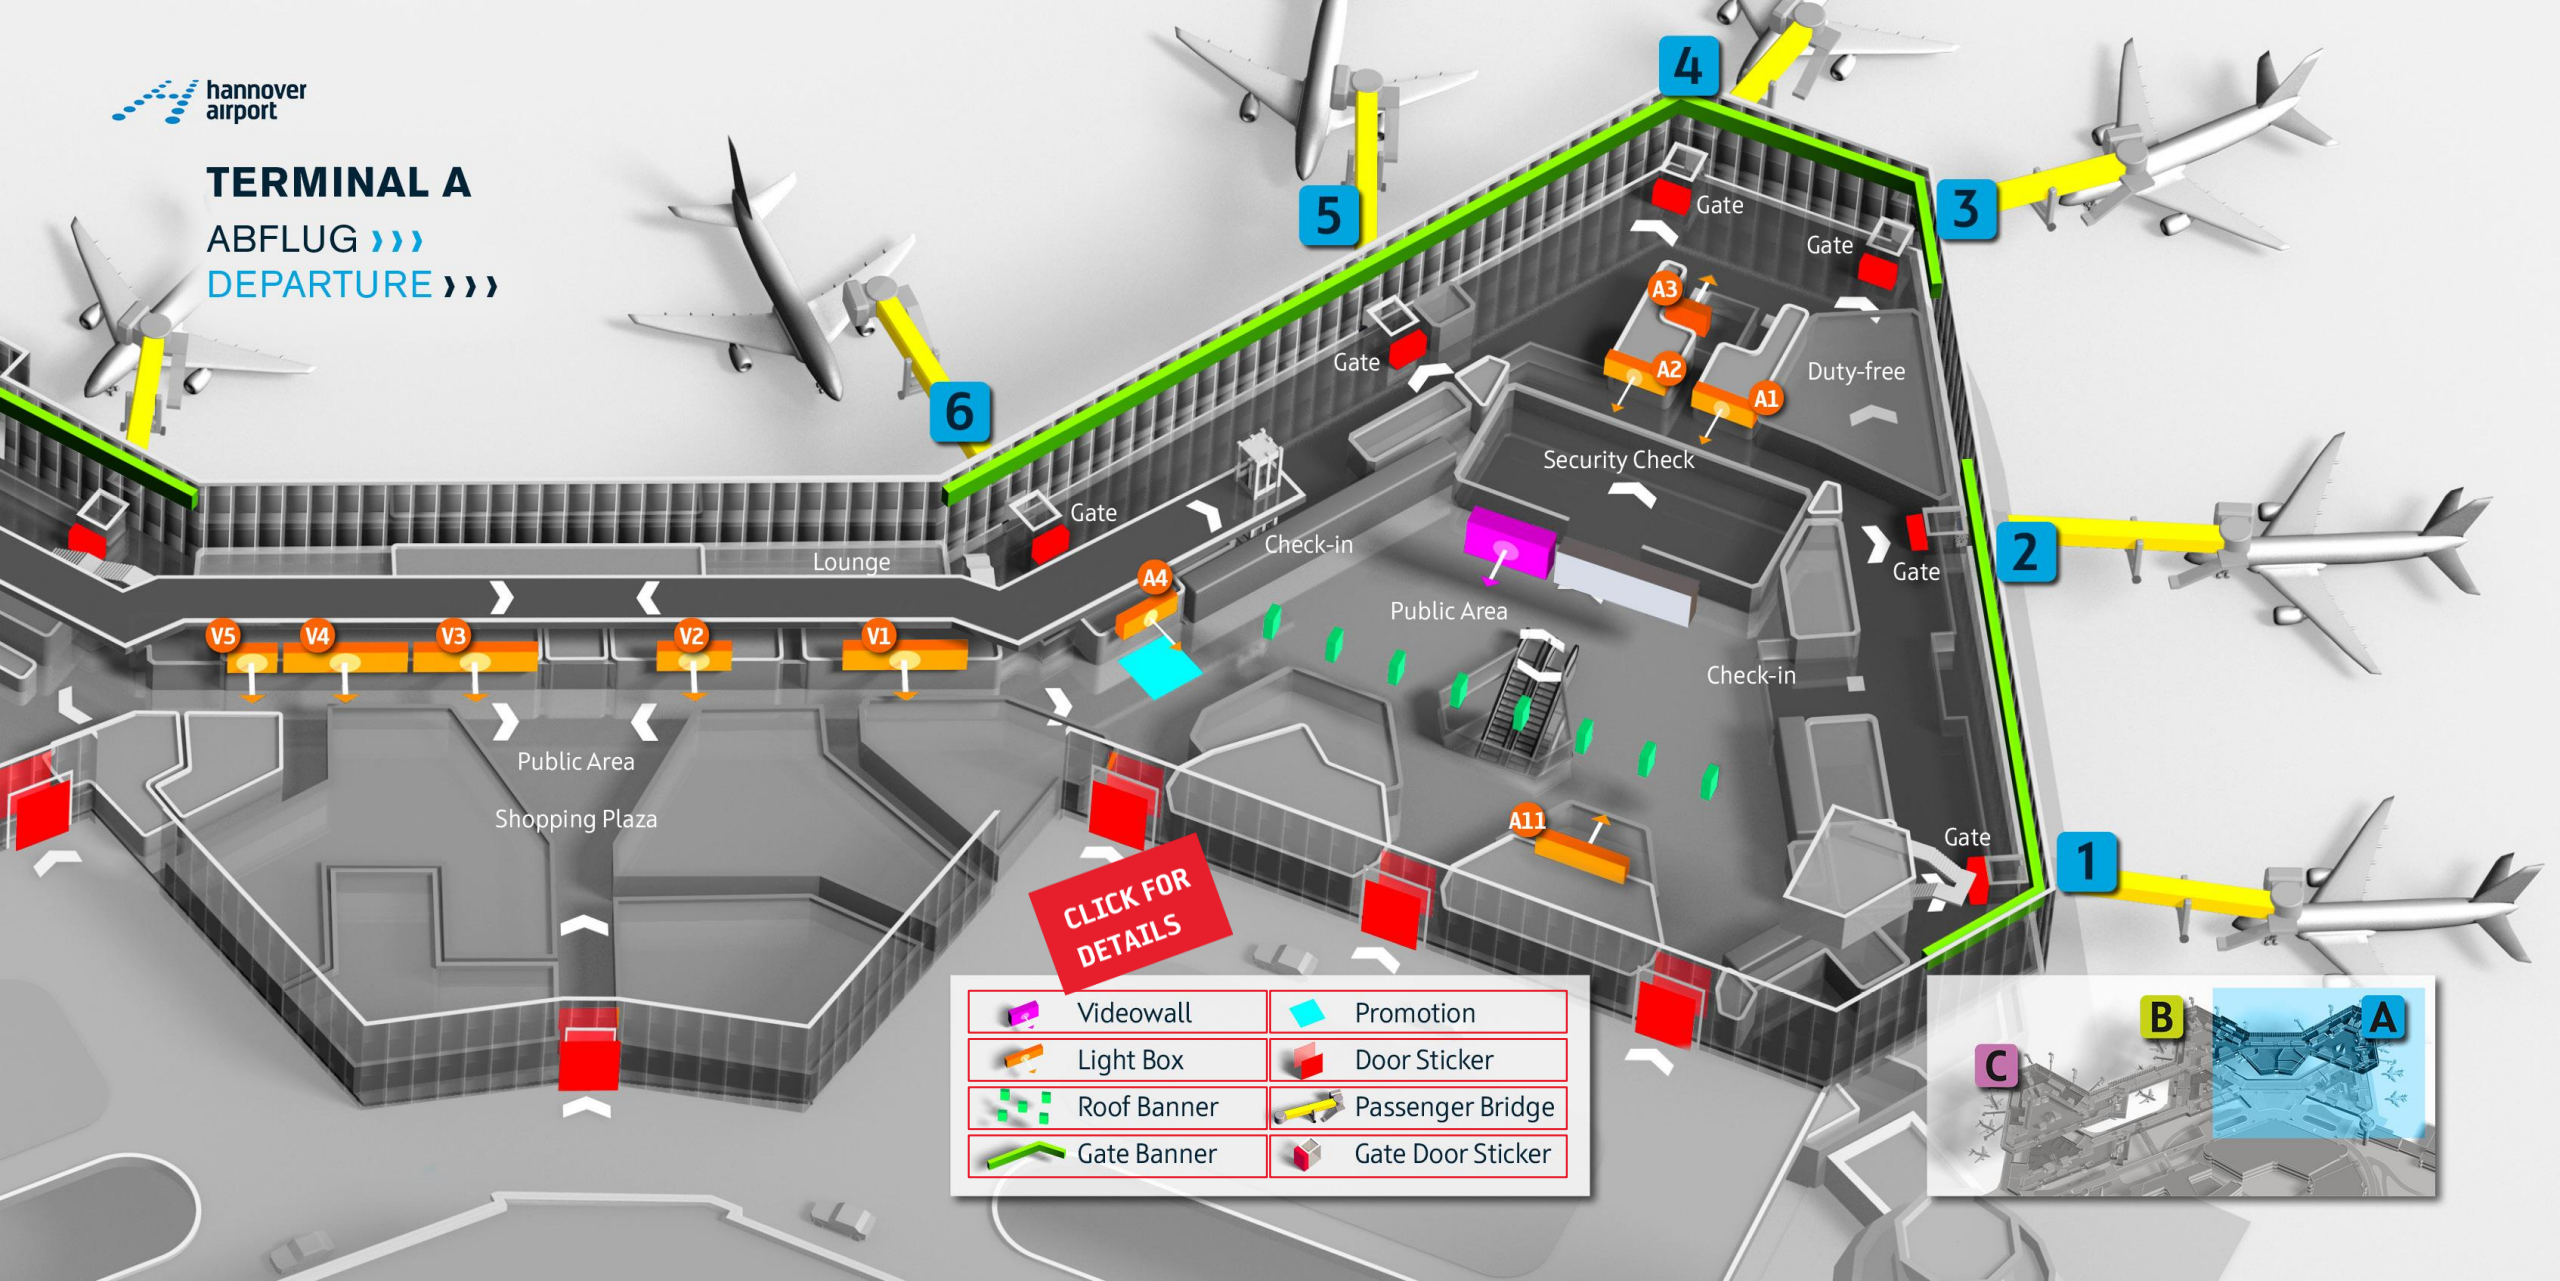 hannover
airport
TERMINAL A
ABFLUG
DEPARTURE
4
5
3
6
2
1
Gate
Gate
A3
Gate
A2
A1
Duty-free
Security Check
Gate
Lounge
Check-in
Gate
A4
Public Area
V5
V4
V3
V2
V1
Check-in
Public Area
Shopping Plaza
A11
Gate
CLICK FOR
DETAILS
Videowall
Promotion
Light Box
Door Sticker
Roof Banner
Passenger Bridge
Gate Banner
Gate Door Sticker
B
A
C